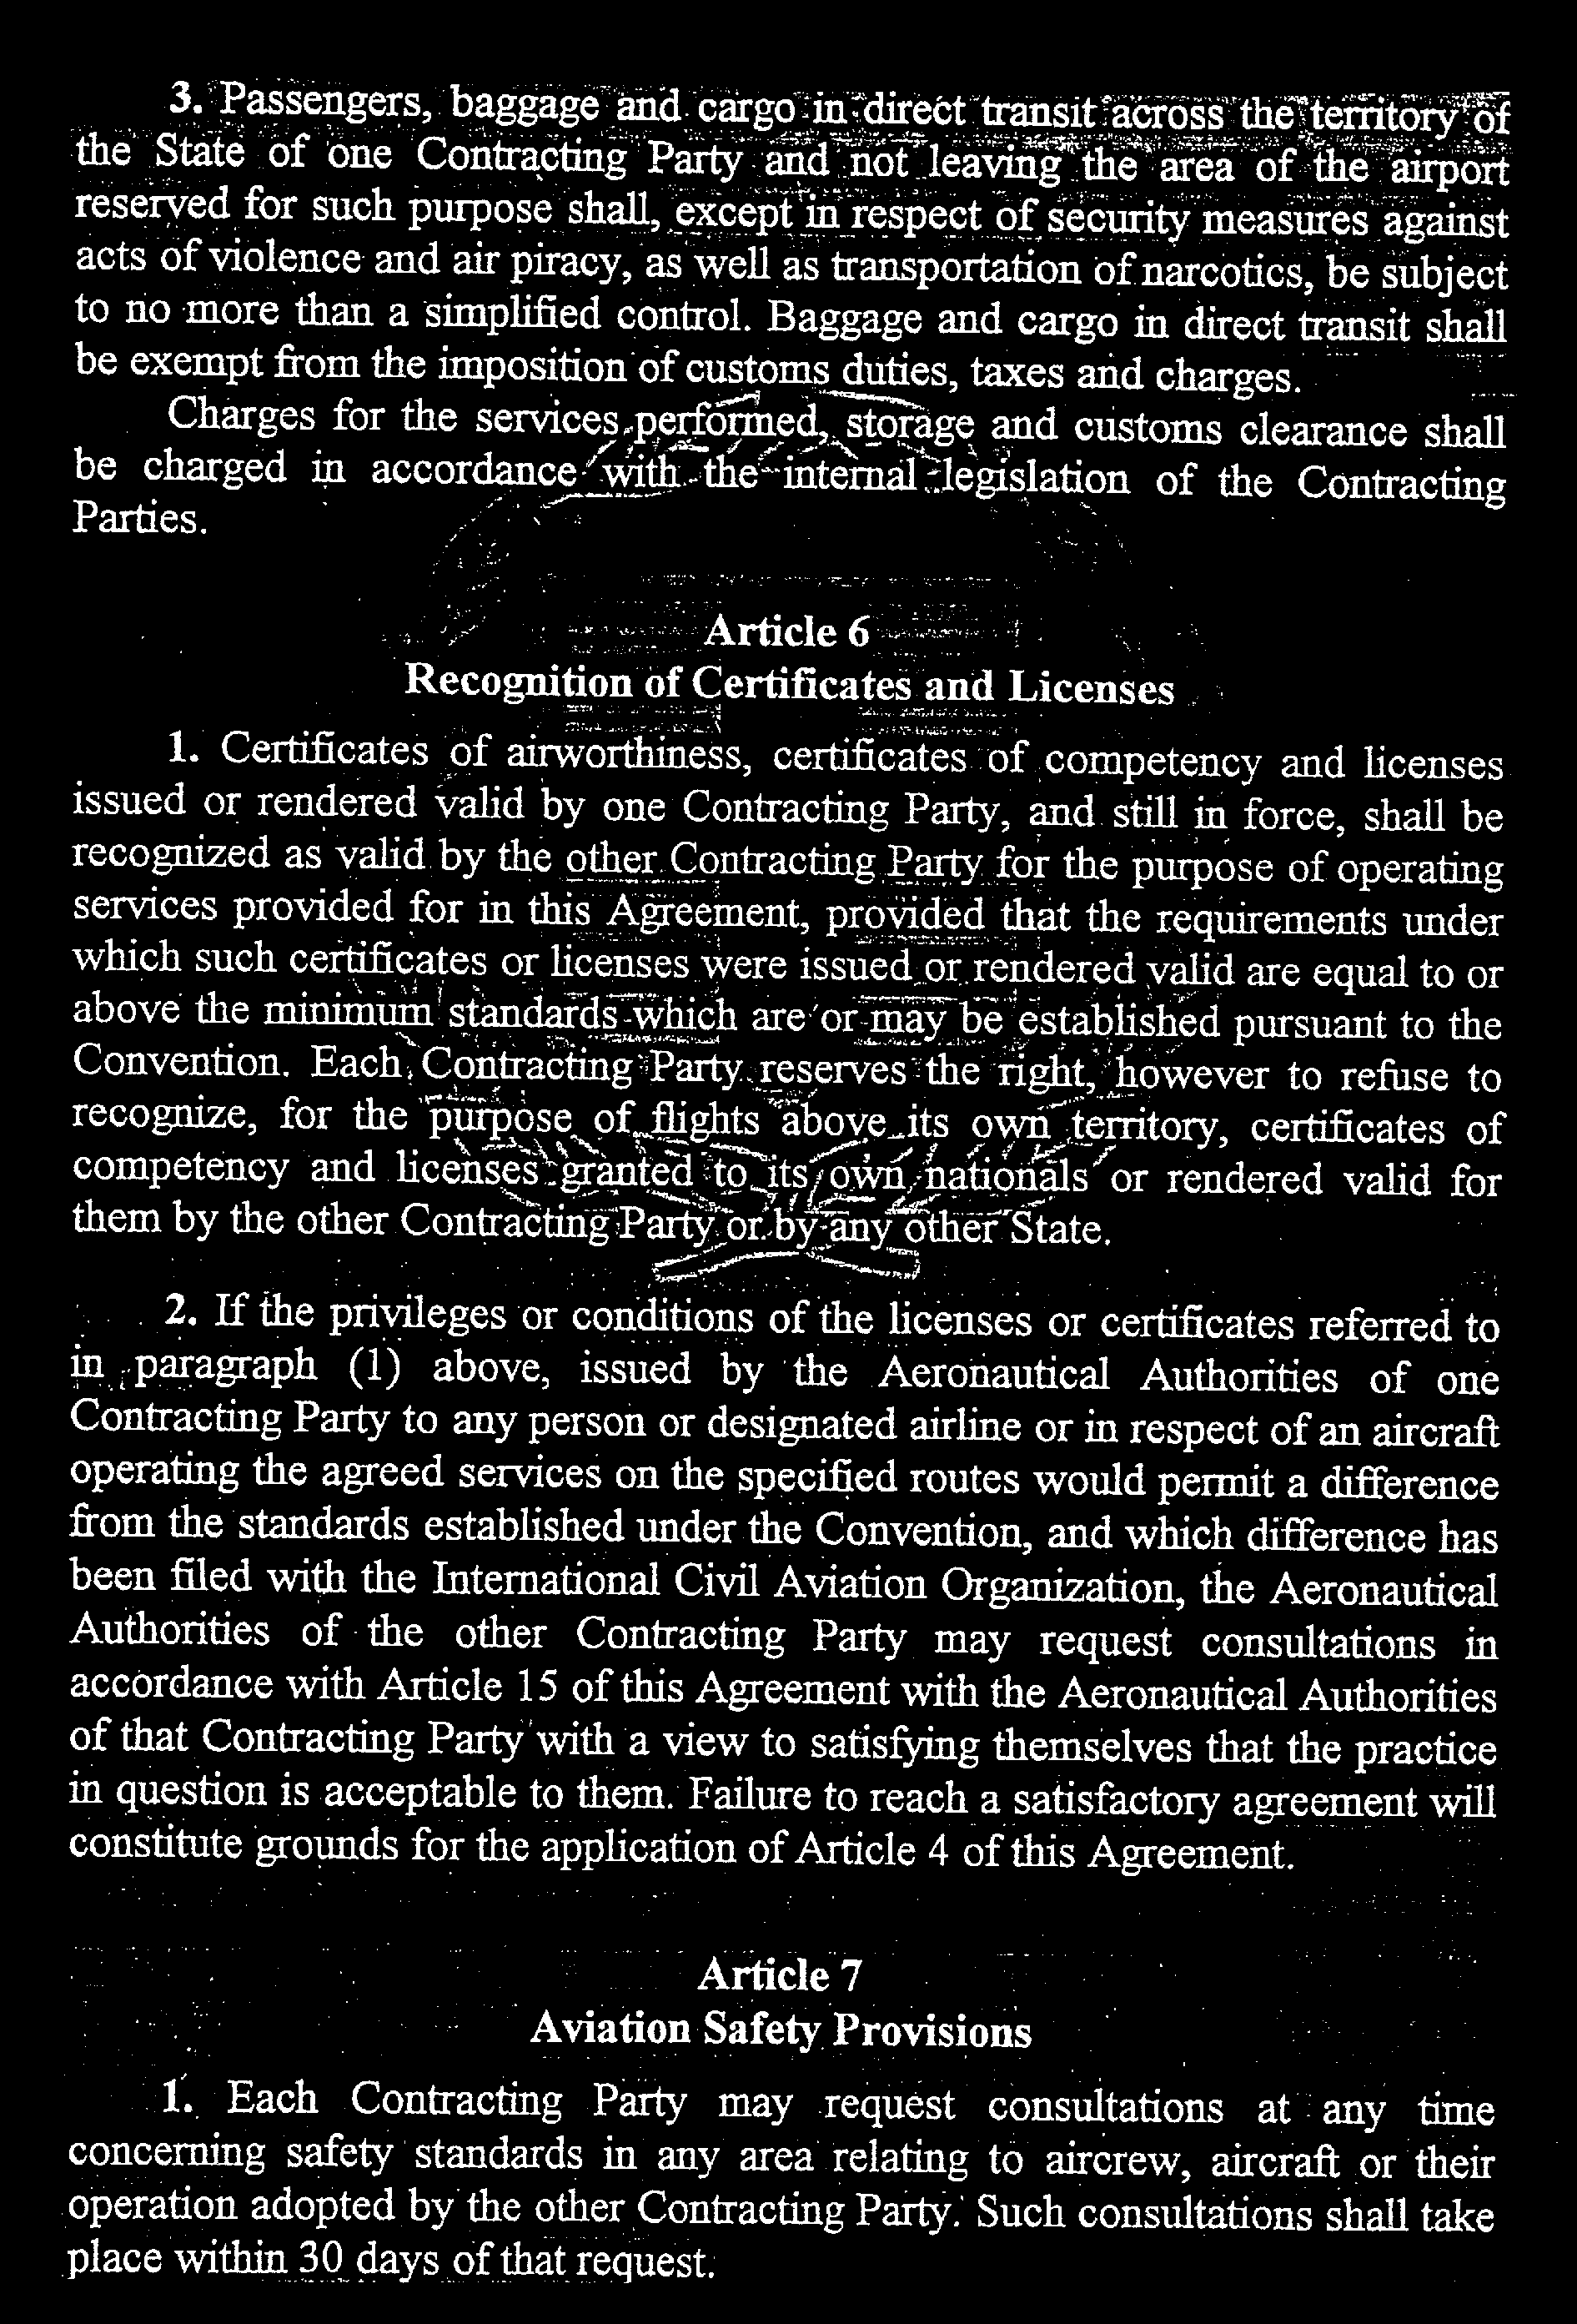 3. Passengers, baggage and cargo in direct transit across the territory of
the State of one Contracting Party and not leaving the area of the airport
reserved for such purpose shall, except in respect of security measures against
acts of violence and air piracy, as well as transportation of narcotics, be subject
to no more than a simplified control. Baggage and cargo in direct transit shall
be exempt from the imposition of customs duties, taxes and charges.
Charges for the services performed, storage and customs clearance shall
be charged in accordance with the internal legislation of the Contracting
Parties.
Article 6
Recognition of Certificates and Licenses
1. Certificates of airworthiness, certificates of competency and licenses
issued or rendered valid by one Contracting Party, and still in force, shall be
recognized as valid by the other Contracting Party for the purpose of operating
services provided for in this Agreement, provided that the requirements under
which such certificates or licenses were issued or rendered valid are equal to or
above the minimum standards which are or may be established pursuant to the
Convention. Each Contracting Party reserves the right, however to refuse to
recognize, for the purpose of flights above its own territory, certificates of
competency and licenses granted to its own nationals or rendered valid for
them by the other Contracting Party or by any other State.
2. If the privileges or conditions of the licenses or certificates referred to
in paragraph (1) above, issued by the Aeronautical Authorities of one
Contracting Party to any person or designated airline or in respect of an aircraft
operating the agreed services on the specified routes would permit a difference
from the standards established under the Convention, and which difference has
been filed with the International Civil Aviation Organization, the Aeronautical
Authorities of the other Contracting Party may request consultations in
accordance with Article 15 of this Agreement with the Aeronautical Authorities
of that Contracting Party with a view to satisfying themselves that the practice
in question is acceptable to them. Failure to reach a satisfactory agreement will
constitute grounds for the application of Article 4 of this Agreement.
Article 7
Aviation Safety Provisions
1. Each Contracting Party may request consultations at any time
concerning safety standards in any area relating to aircrew, aircraft or their
operation adopted by the other Contracting Party. Such consultations shall take
place within 30 days of that request.